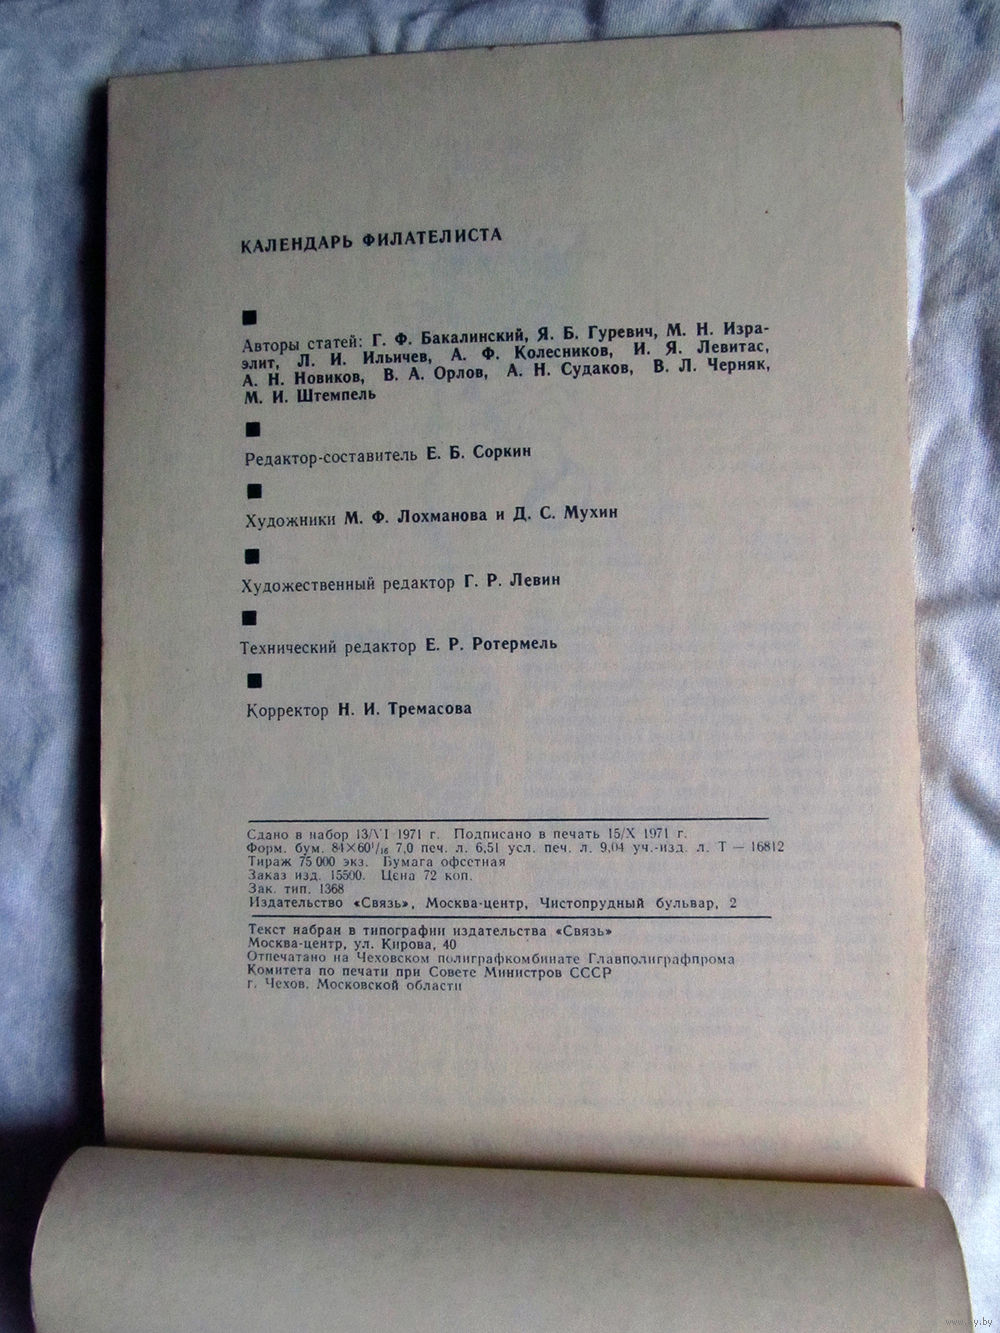 КАЛЕНДАРЬ ФИЛАТЕЛИСТА
Авторы статей: Г. Ф. Бакалинский, Я. Б. Гуревич, М. Н. Изра-
элит, Л. И. Ильичев, А. Ф. Колесников, И. Я. Левитас,
А. Н. Новиков, В. А. Орлов, А. Н. Судаков, В. Л. Черняк,
М. И. Штемпель
Редактор-составитель Е. Б. Соркин
Художники М. Ф. Лохманова и Д. С. Мухин
Художественный редактор Г. Р. Левин
Технический редактор Е. Р. Ротермель
Корректор Н. И. Тремасова
Сдано в набор 13/VI 1971 г. Подписано в печать 15/X 1971 г.
Форм. бум. 84×60¹/₁₆ 7,0 печ. л. 6,51 усл. печ. л. 9,04 уч.-изд. л. Т — 16812
Тираж 75 000 экз. Бумага офсетная
Заказ изд. 15500. Цена 72 коп.
Зак. тип. 1368
Издательство «Связь», Москва-центр, Чистопрудный бульвар, 2
Текст набран в типографии издательства «Связь»
Москва-центр, ул. Кирова, 40
Отпечатано на Чеховском полиграфкомбинате Главполиграфпрома
Комитета по печати при Совете Министров СССР
г. Чехов, Московской области